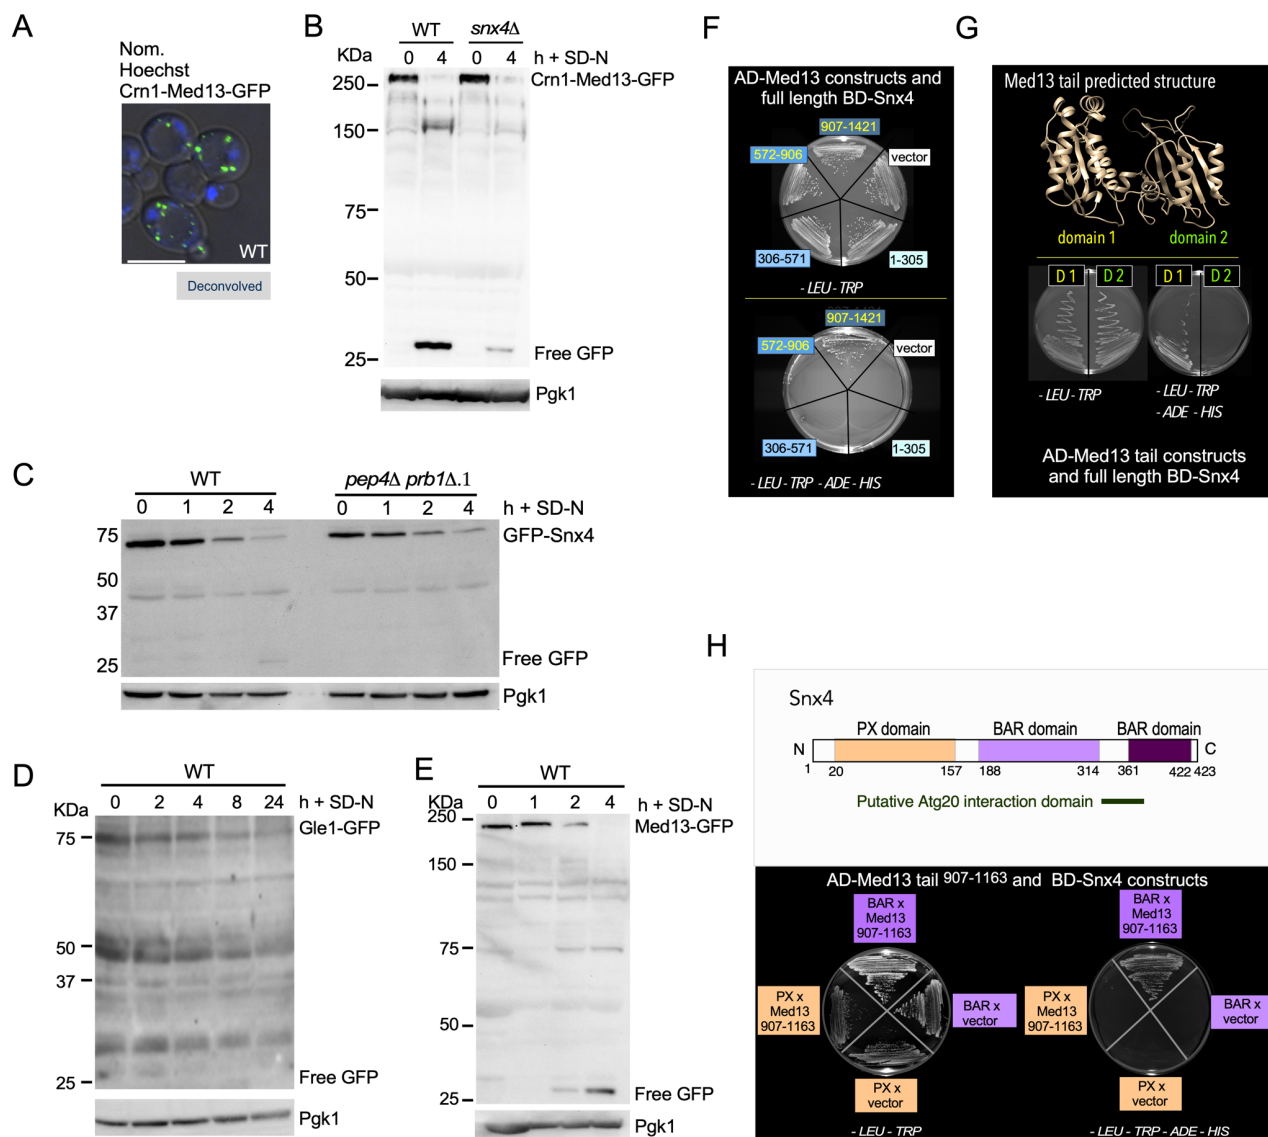 A
Nom.
Hoechst
Crn1-Med13-GFP
WT
Deconvolved
B
WT snx4Δ
KDa 0 4 0 4 h + SD-N
250 Crn1-Med13-GFP
150
75
50
25 Free GFP
Pgk1
C
WT pep4Δ prb1Δ.1
0 1 2 4 0 1 2 4 h + SD-N
75 GFP-Snx4
50
37
25 Free GFP
Pgk1
D
WT
KDa 0 2 4 8 24 h + SD-N
75 Gle1-GFP
50
37
25 Free GFP
Pgk1
E
WT
0 1 2 4 h + SD-N
250 Med13-GFP
150
75
50
25 Free GFP
Pgk1
F
AD-Med13 constructs and
full length BD-Snx4
907-1421
572-906 vector
306-571 1-305
- LEU - TRP
907-1421
572-906 vector
306-571 1-305
- LEU - TRP - ADE - HIS
G
Med13 tail predicted structure
domain 1 domain 2
D 1 D 2 D 1 D 2
- LEU - TRP - LEU - TRP
- ADE - HIS
AD-Med13 tail constructs
and full length BD-Snx4
H
Snx4
PX domain BAR domain BAR domain
N C
1 20 157 188 314 361 422 423
Putative Atg20 interaction domain
AD-Med13 tail 907-1163 and BD-Snx4 constructs
BAR x
Med13
907-1163
PX x
Med13
907-1163
BAR x
vector
PX x
vector
- LEU - TRP
BAR x
Med13
907-1163
PX x
Med13
907-1163
BAR x
vector
PX x
vector
- LEU - TRP - ADE - HIS